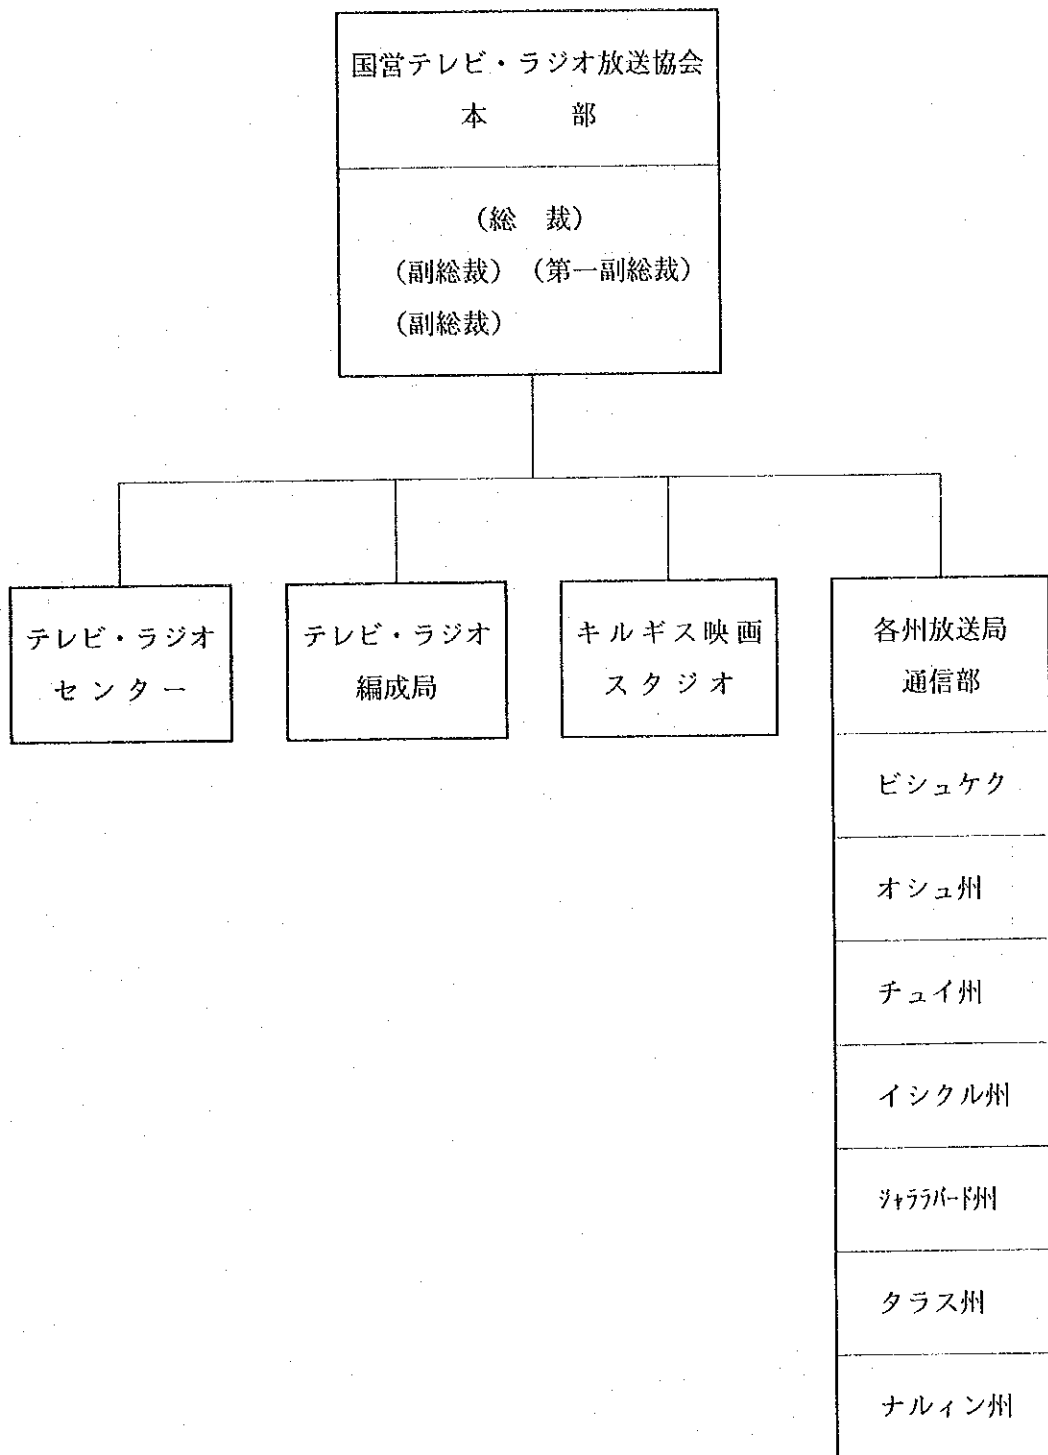 国営テレビ・ラジオ放送協会
本　　部
（総　裁）
（副総裁）（第一副総裁）
（副総裁）
テレビ・ラジオ
センター
テレビ・ラジオ
編成局
キルギス映画
スタジオ
各州放送局
通信部
ビシュケク
オシュ州
チュイ州
イシクル州
ジャララバード州
タラス州
ナルィン州